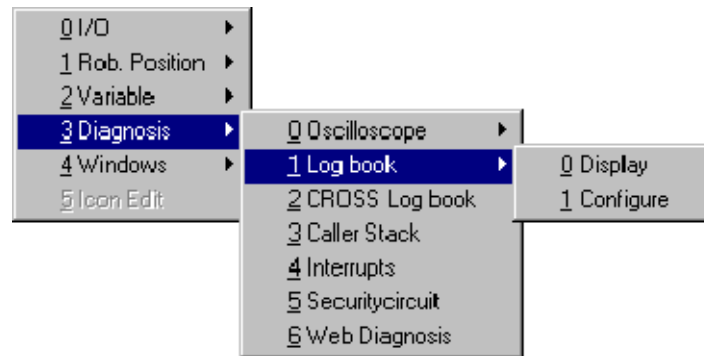 0 I/O
1 Rob. Position
2 Variable
3 Diagnosis
4 Windows
5 Icon Edit
0 Oscilloscope
1 Log book
2 CROSS Log book
3 Caller Stack
4 Interrupts
5 Securitycircuit
6 Web Diagnosis
0 Display
1 Configure